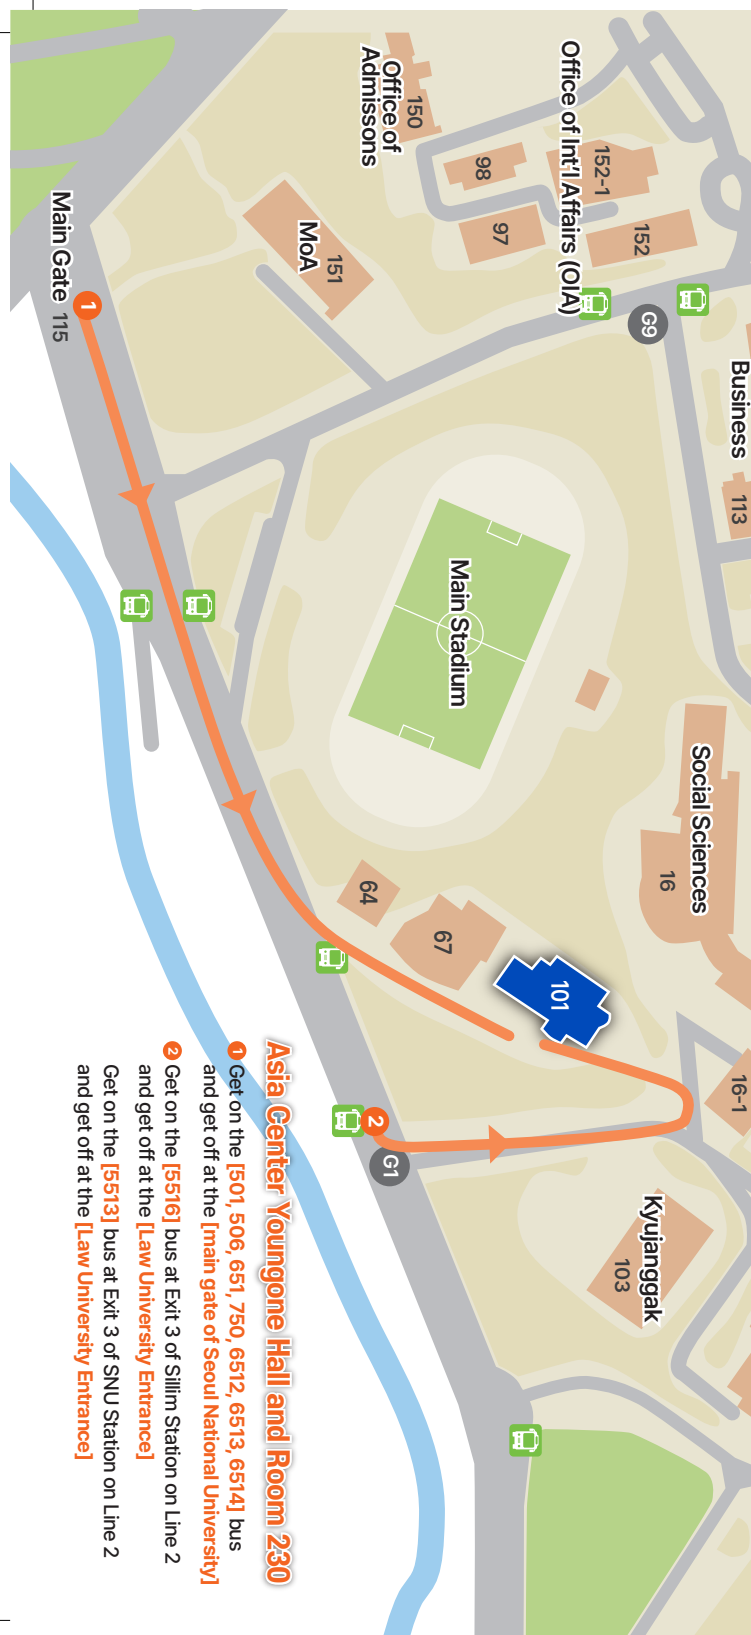 Office of Int'l Affairs (OIA)
Office of
Admissons
150
98
97
152-1
152
MoA
151
Main Gate
115
1
G9
Business
113
Main Stadium
Social Sciences
16
64
67
101
16-1
2
G1
Kyujanggak
103
Asia Center Youngone Hall and Room 230
1 Get on the [501, 506, 651, 750, 6512, 6513, 6514] bus
and get off at the [main gate of Seoul National University]
2 Get on the [5516] bus at Exit 3 of Sillim Station on Line 2
and get off at the [Law University Entrance]
Get on the [5513] bus at Exit 3 of SNU Station on Line 2
and get off at the [Law University Entrance]